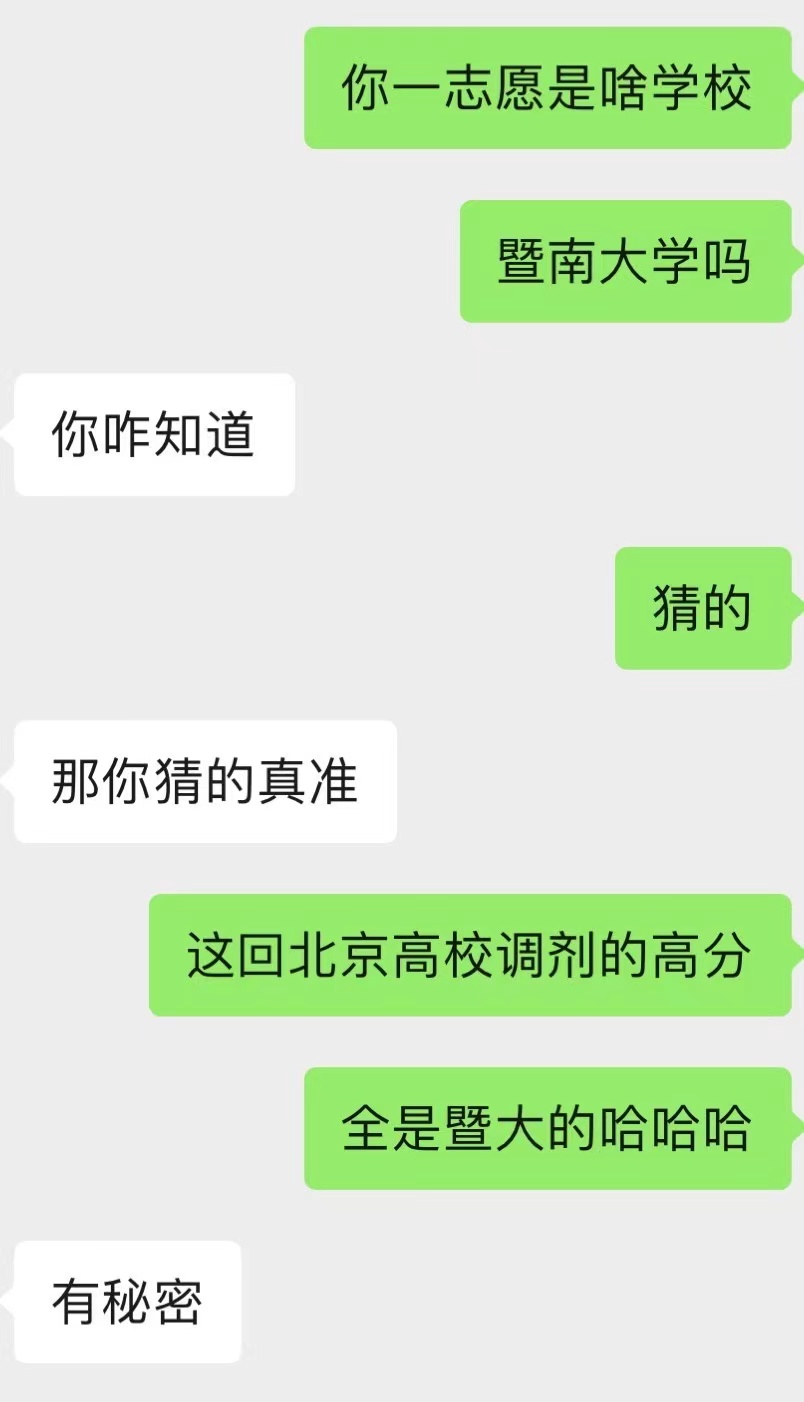 你一志愿是啥学校
暨南大学吗
你咋知道
猜的
那你猜的真准
这回北京高校调剂的高分
全是暨大的哈哈哈
有秘密